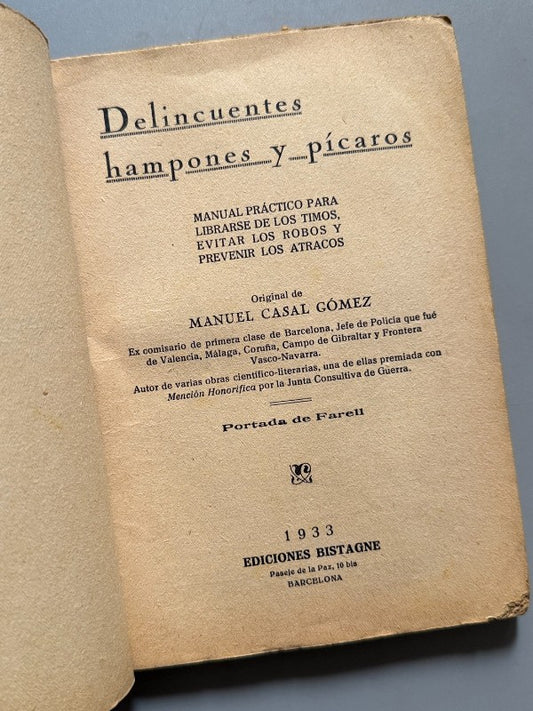 Delincuentes
hampones y pícaros
MANUAL PRÁCTICO PARA
LIBRARSE DE LOS TIMOS,
EVITAR LOS ROBOS Y
PREVENIR LOS ATRACOS
Original de
MANUEL CASAL GÓMEZ
Ex comisario de primera clase de Barcelona, Jefe de Policía que fué
de Valencia, Málaga, Coruña, Campo de Gibraltar y Frontera
Vasco-Navarra.
Autor de varias obras científico-literarias, una de ellas premiada con
Mención Honorífica por la Junta Consultiva de Guerra.
Portada de Farell
1933
EDICIONES BISTAGNE
Pasaje de la Paz, 10 bis
BARCELONA